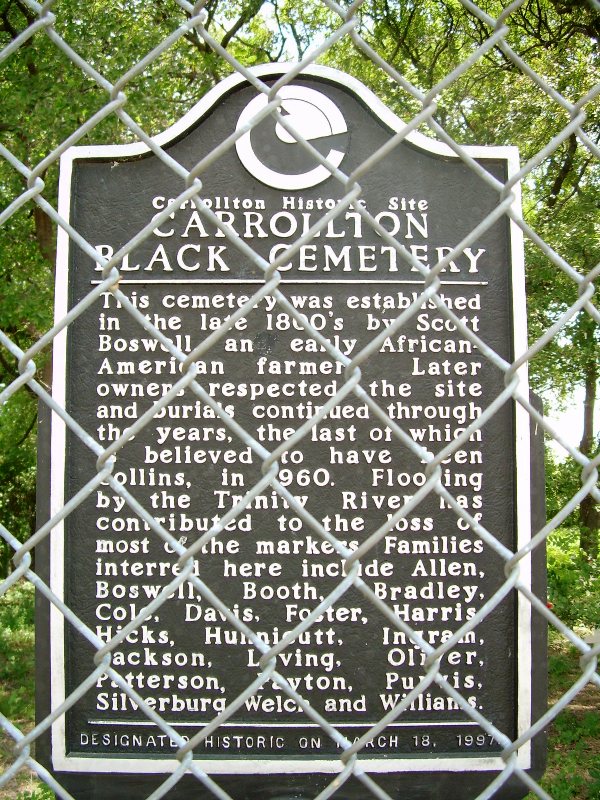 Carrollton Historic Site
CARROLLTON
BLACK CEMETERY
This cemetery was established
in the late 1800's by Scott
Boswell, an early African-
American farmer. Later
owners respected the site
and burials continued through
the years, the last of which
is believed to have been
Collins, in 1960. Flooding
by the Trinity River has
contributed to the loss of
most of the markers. Families
interred here include Allen,
Boswell, Booth, Bradley,
Cole, Davis, Foster, Harris,
Hicks, Hunnicutt, Ingram,
Jackson, Loving, Oliver,
Patterson, Payton, Purvis,
Silverburg, Welch and Williams.
DESIGNATED HISTORIC ON MARCH 18, 1997